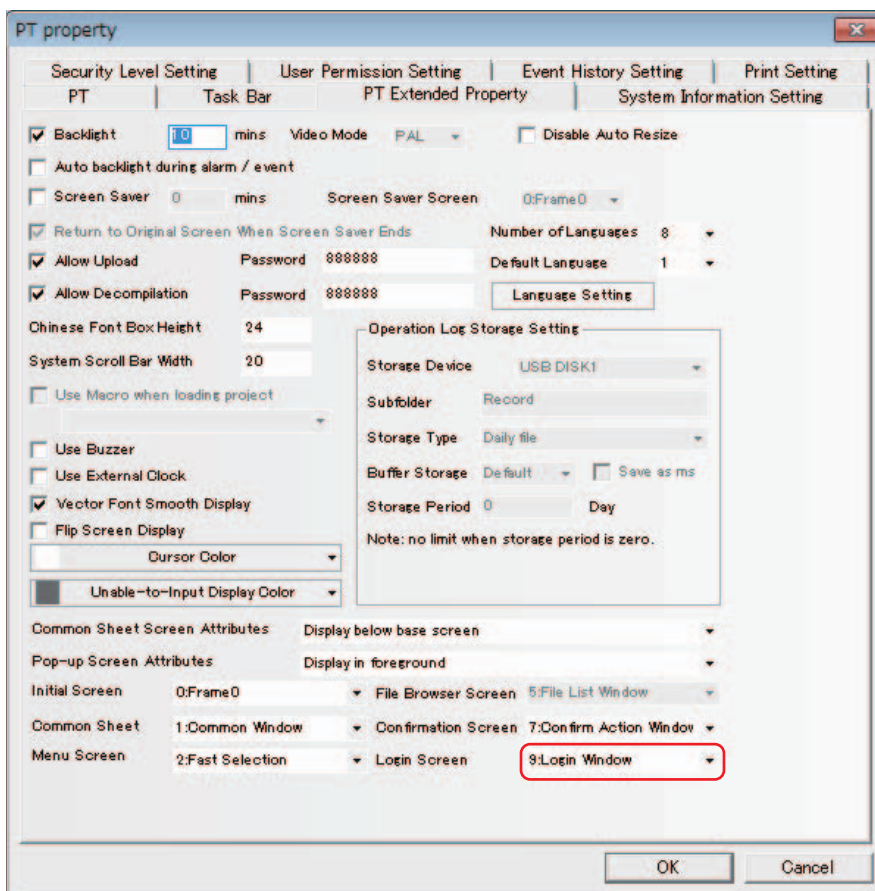 PT property
Security Level Setting User Permission Setting Event History Setting Print Setting
PT Task Bar PT Extended Property System Information Setting
Backlight 10 mins Video Mode PAL Disable Auto Resize
Auto backlight during alarm / event
Screen Saver 0 mins Screen Saver Screen 0:Frame0
Return to Original Screen When Screen Saver Ends Number of Languages 8
Allow Upload Password 888888 Default Language 1
Allow Decompilation Password 888888 Language Setting
Chinese Font Box Height 24 Operation Log Storage Setting
System Scroll Bar Width 20 Storage Device USB DISK1
Use Macro when loading project Subfolder Record
Storage Type Daily file
Use Buzzer
Use External Clock Buffer Storage Default Save as ms
Vector Font Smooth Display Storage Period 0 Day
Flip Screen Display Note: no limit when storage period is zero.
Cursor Color
Unable-to-Input Display Color
Common Sheet Screen Attributes Display below base screen
Pop-up Screen Attributes Display in foreground
Initial Screen 0:Frame0 File Browser Screen 5:File List Window
Common Sheet 1:Common Window Confirmation Screen 7:Confirm Action Window
Menu Screen 2:Fast Selection Login Screen 9:Login Window
OK Cancel